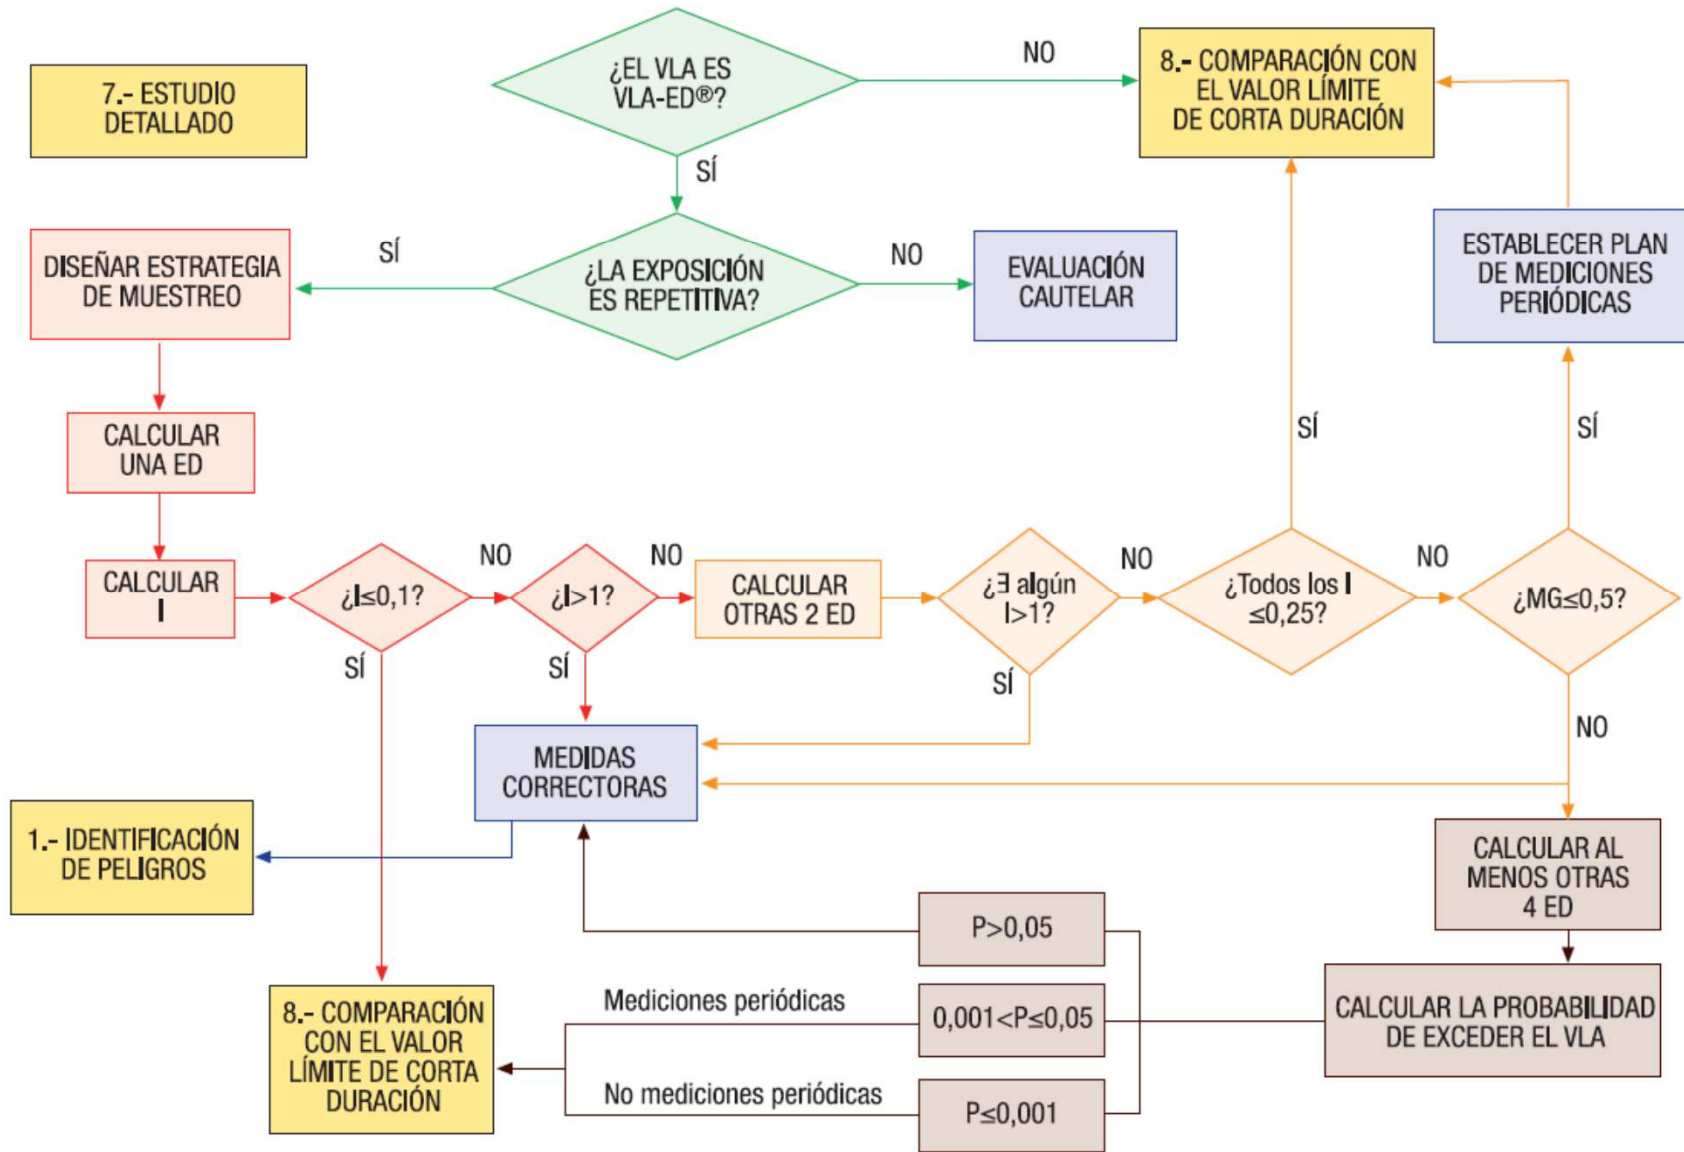 7.- ESTUDIO
DETALLADO
¿EL VLA ES
VLA-ED®?
NO
8.- COMPARACIÓN CON
EL VALOR LÍMITE
DE CORTA DURACIÓN
SÍ
DISEÑAR ESTRATEGIA
DE MUESTREO
SÍ
¿LA EXPOSICIÓN
ES REPETITIVA?
NO
EVALUACIÓN
CAUTELAR
ESTABLECER PLAN
DE MEDICIONES
PERIÓDICAS
CALCULAR
UNA ED
SÍ
SÍ
CALCULAR
I
¿I≤0,1?
NO
¿I>1?
NO
CALCULAR
OTRAS 2 ED
¿∃ algún
I>1?
NO
¿Todos los I
≤0,25?
NO
¿MG≤0,5?
SÍ
SÍ
SÍ
NO
MEDIDAS
CORRECTORAS
1.- IDENTIFICACIÓN
DE PELIGROS
CALCULAR AL
MENOS OTRAS
4 ED
P>0,05
8.- COMPARACIÓN
CON EL VALOR
LÍMITE DE CORTA
DURACIÓN
Mediciones periódicas
0,001<P≤0,05
CALCULAR LA PROBABILIDAD
DE EXCEDER EL VLA
No mediciones periódicas
P≤0,001